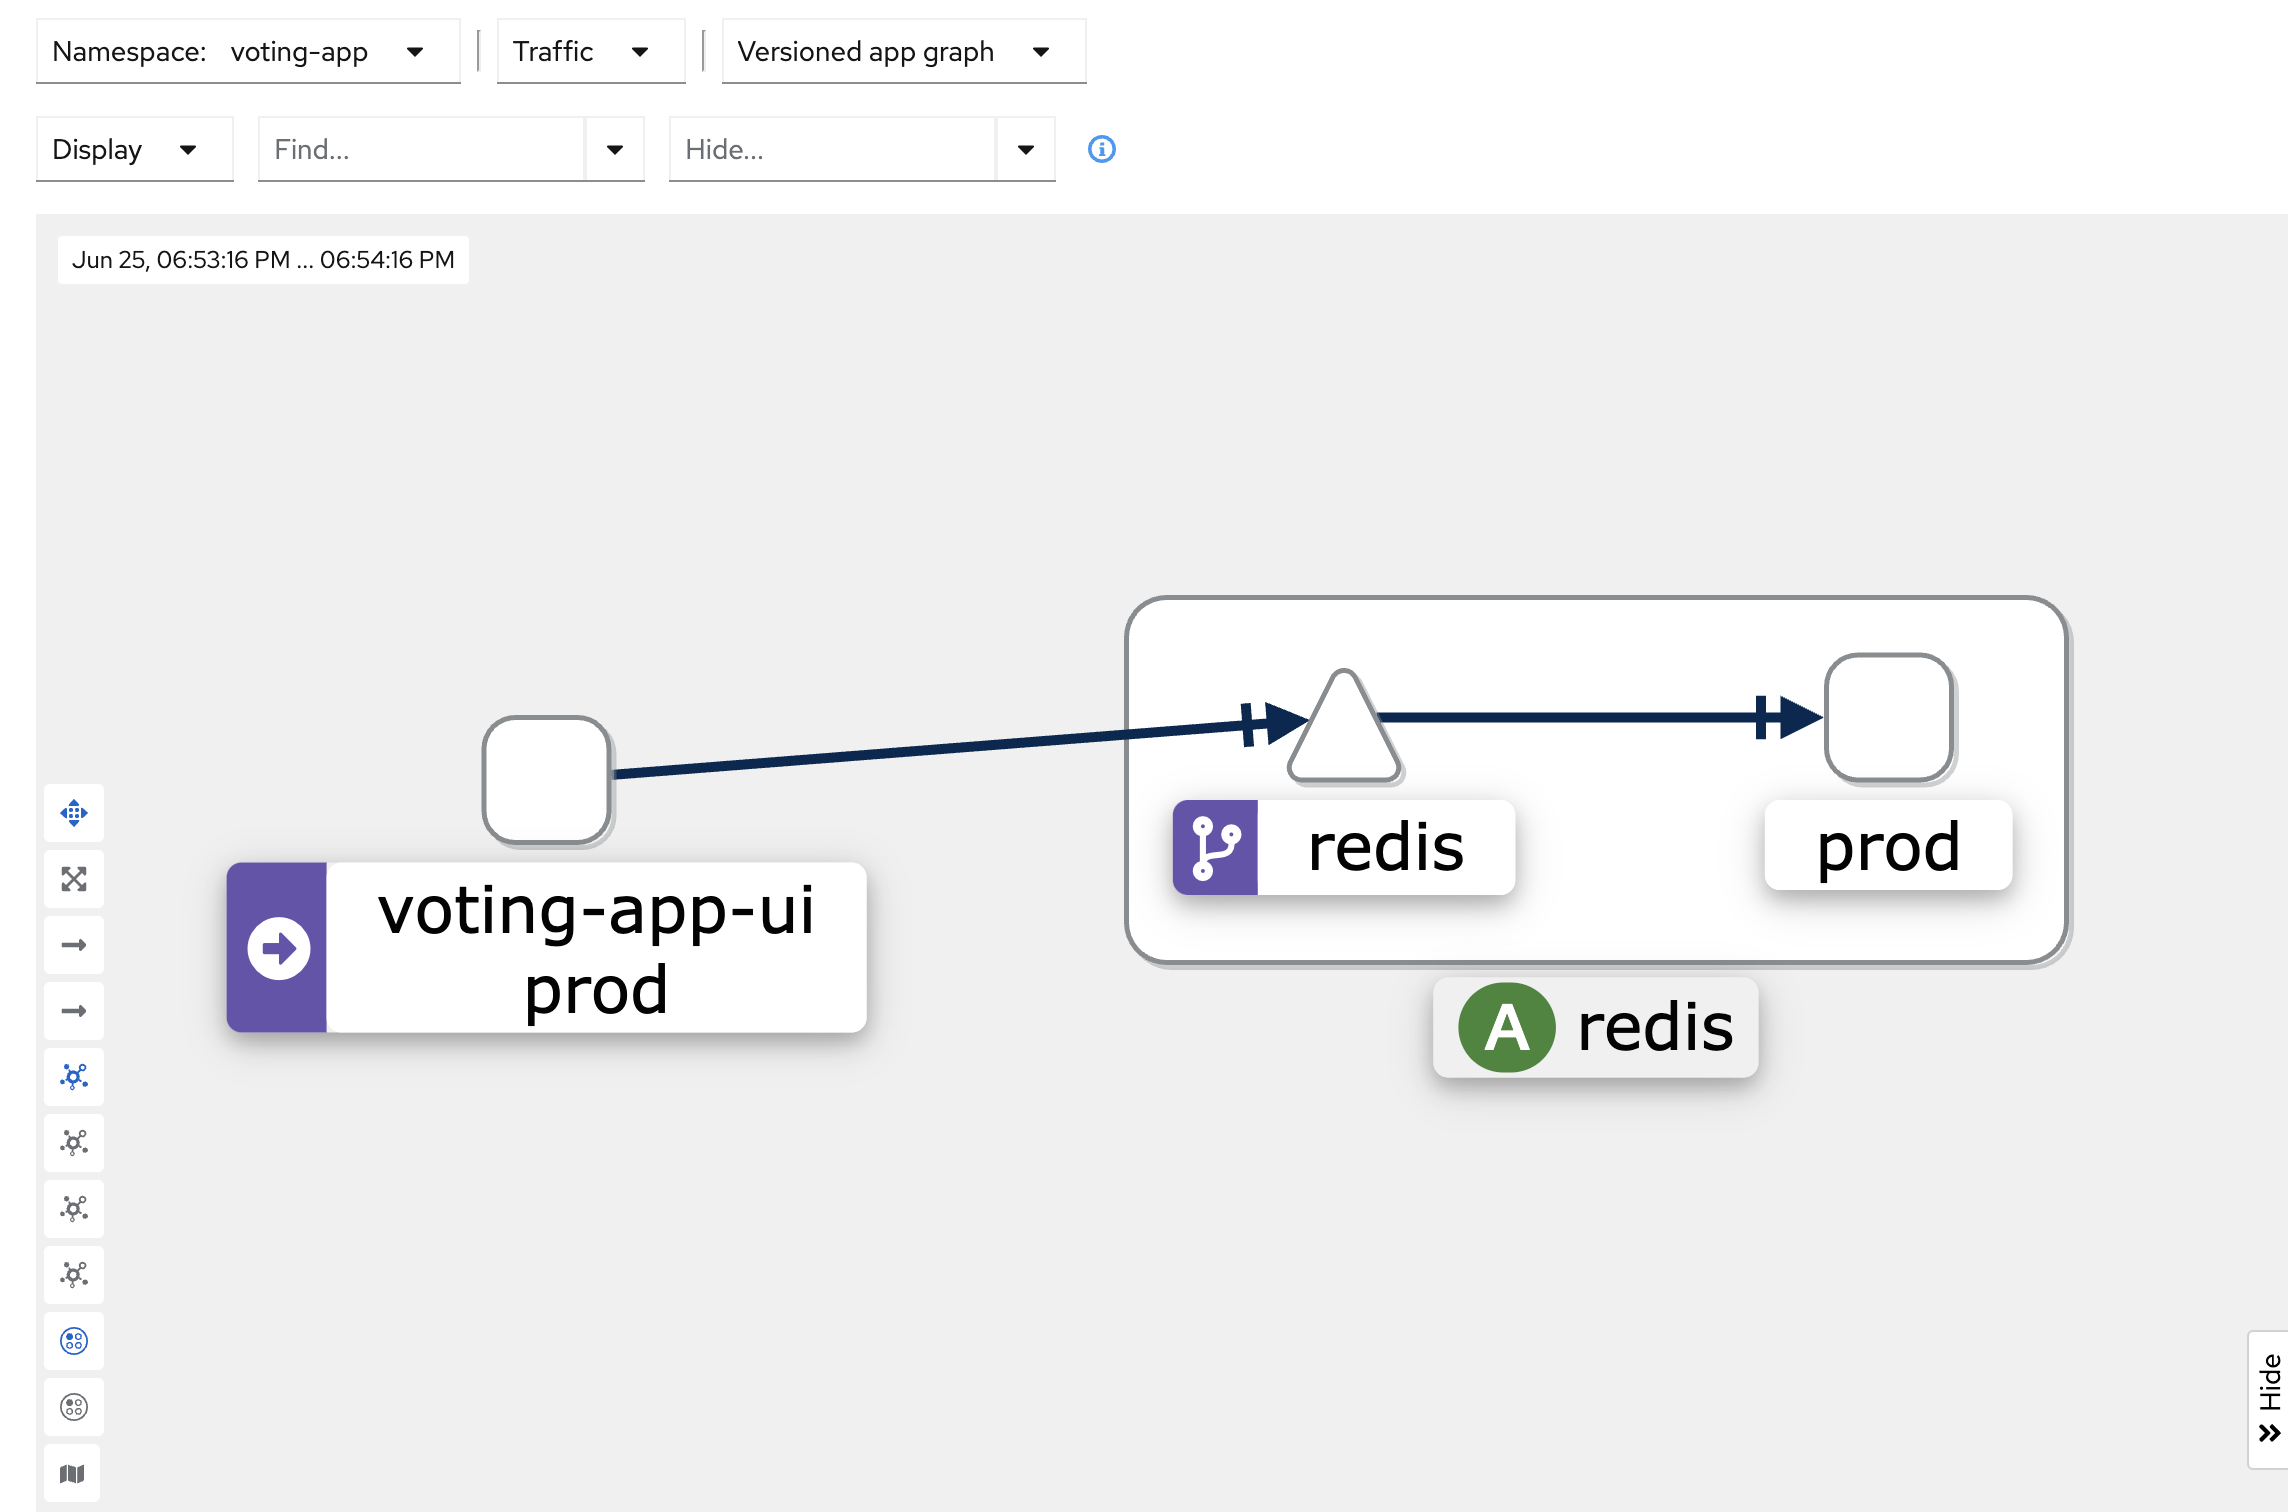 Namespace: voting-app
Traffic
Versioned app graph
Display
Find...
Hide...
Jun 25, 06:53:16 PM ... 06:54:16 PM
voting-app-ui
prod
redis
prod
A redis
Hide